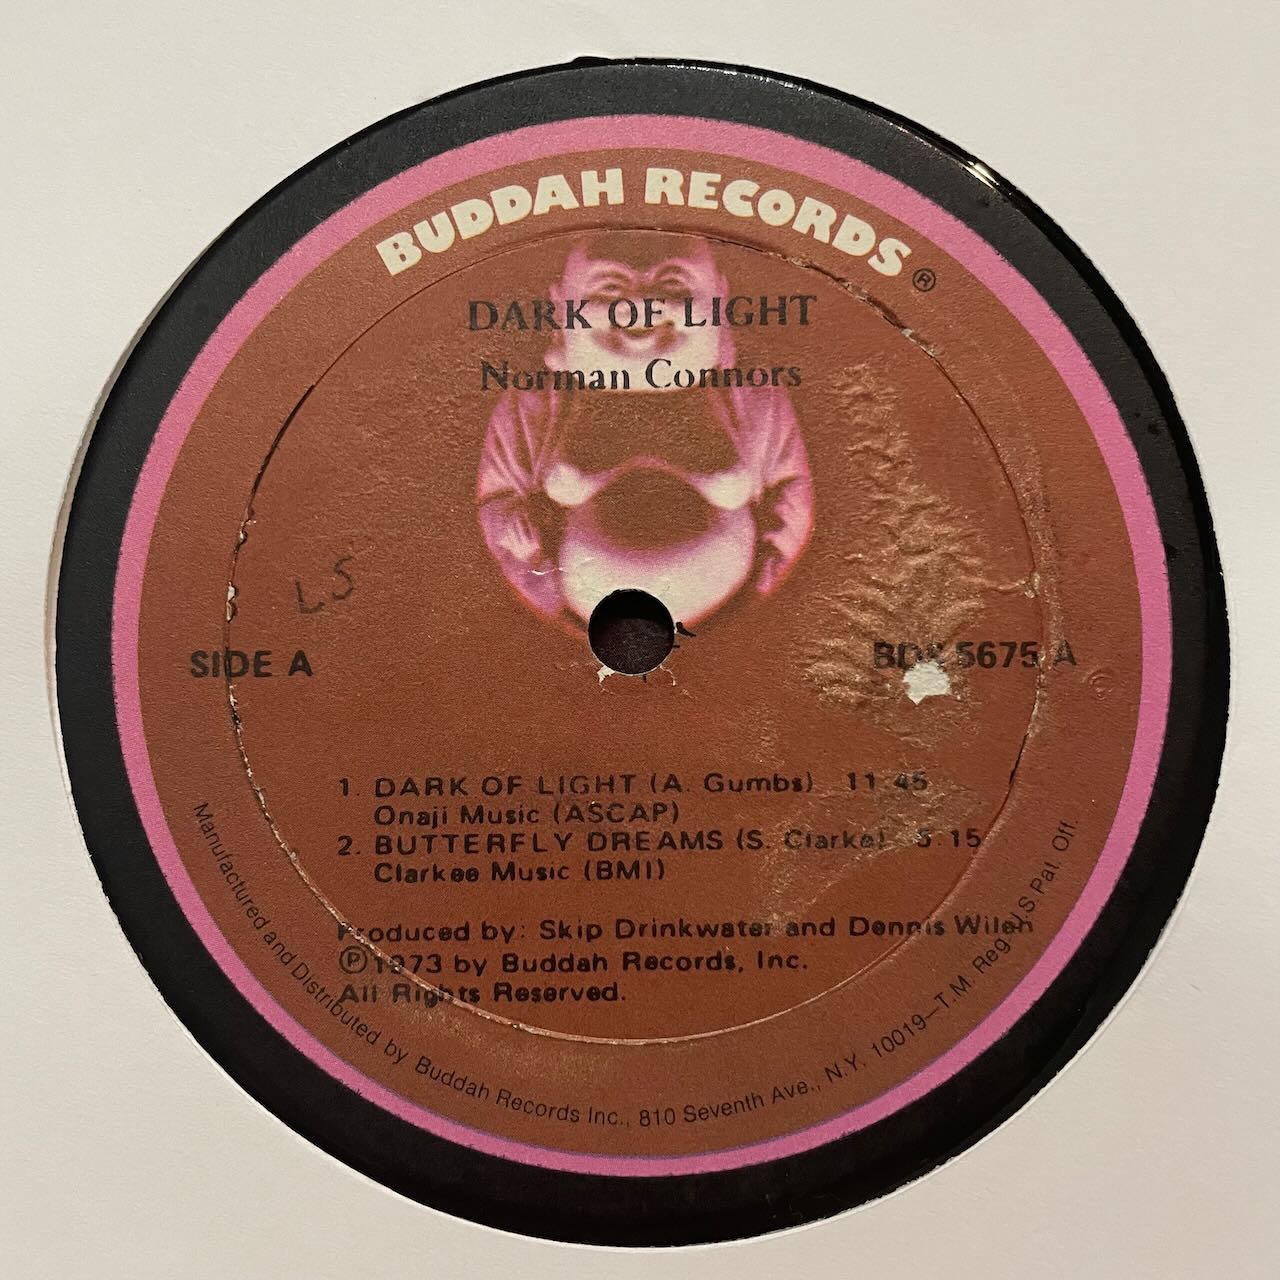 BUDDAH RECORDS®
DARK OF LIGHT
Norman Connors
LS
SIDE A
BDS 5675 A
1. DARK OF LIGHT (A. Gumbs) 11:45
Onaji Music (ASCAP)
2. BUTTERFLY DREAMS (S. Clarke) 5:15
Clarkee Music (BMI)
Produced by: Skip Drinkwater and Dennis Wilen
℗1973 by Buddah Records, Inc.
All Rights Reserved.
Manufactured and Distributed by Buddah Records Inc., 810 Seventh Ave., N.Y. 10019—T.M. Reg. U.S. Pat. Off.